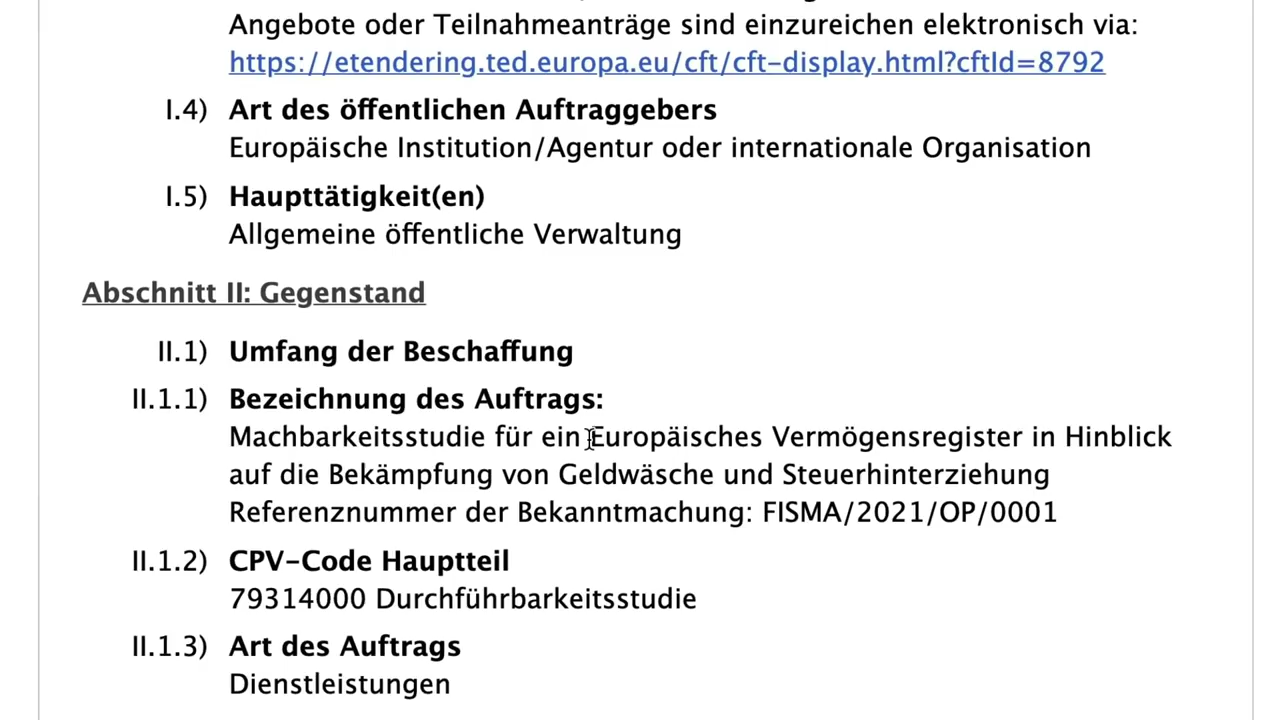 Angebote oder Teilnahmeanträge sind einzureichen elektronisch via:
https://etendering.ted.europa.eu/cft/cft-display.html?cftId=8792
I.4) Art des öffentlichen Auftraggebers
Europäische Institution/Agentur oder internationale Organisation
I.5) Haupttätigkeit(en)
Allgemeine öffentliche Verwaltung
Abschnitt II: Gegenstand
II.1) Umfang der Beschaffung
II.1.1) Bezeichnung des Auftrags:
Machbarkeitsstudie für ein Europäisches Vermögensregister in Hinblick
auf die Bekämpfung von Geldwäsche und Steuerhinterziehung
Referenznummer der Bekanntmachung: FISMA/2021/OP/0001
II.1.2) CPV-Code Hauptteil
79314000 Durchführbarkeitsstudie
II.1.3) Art des Auftrags
Dienstleistungen